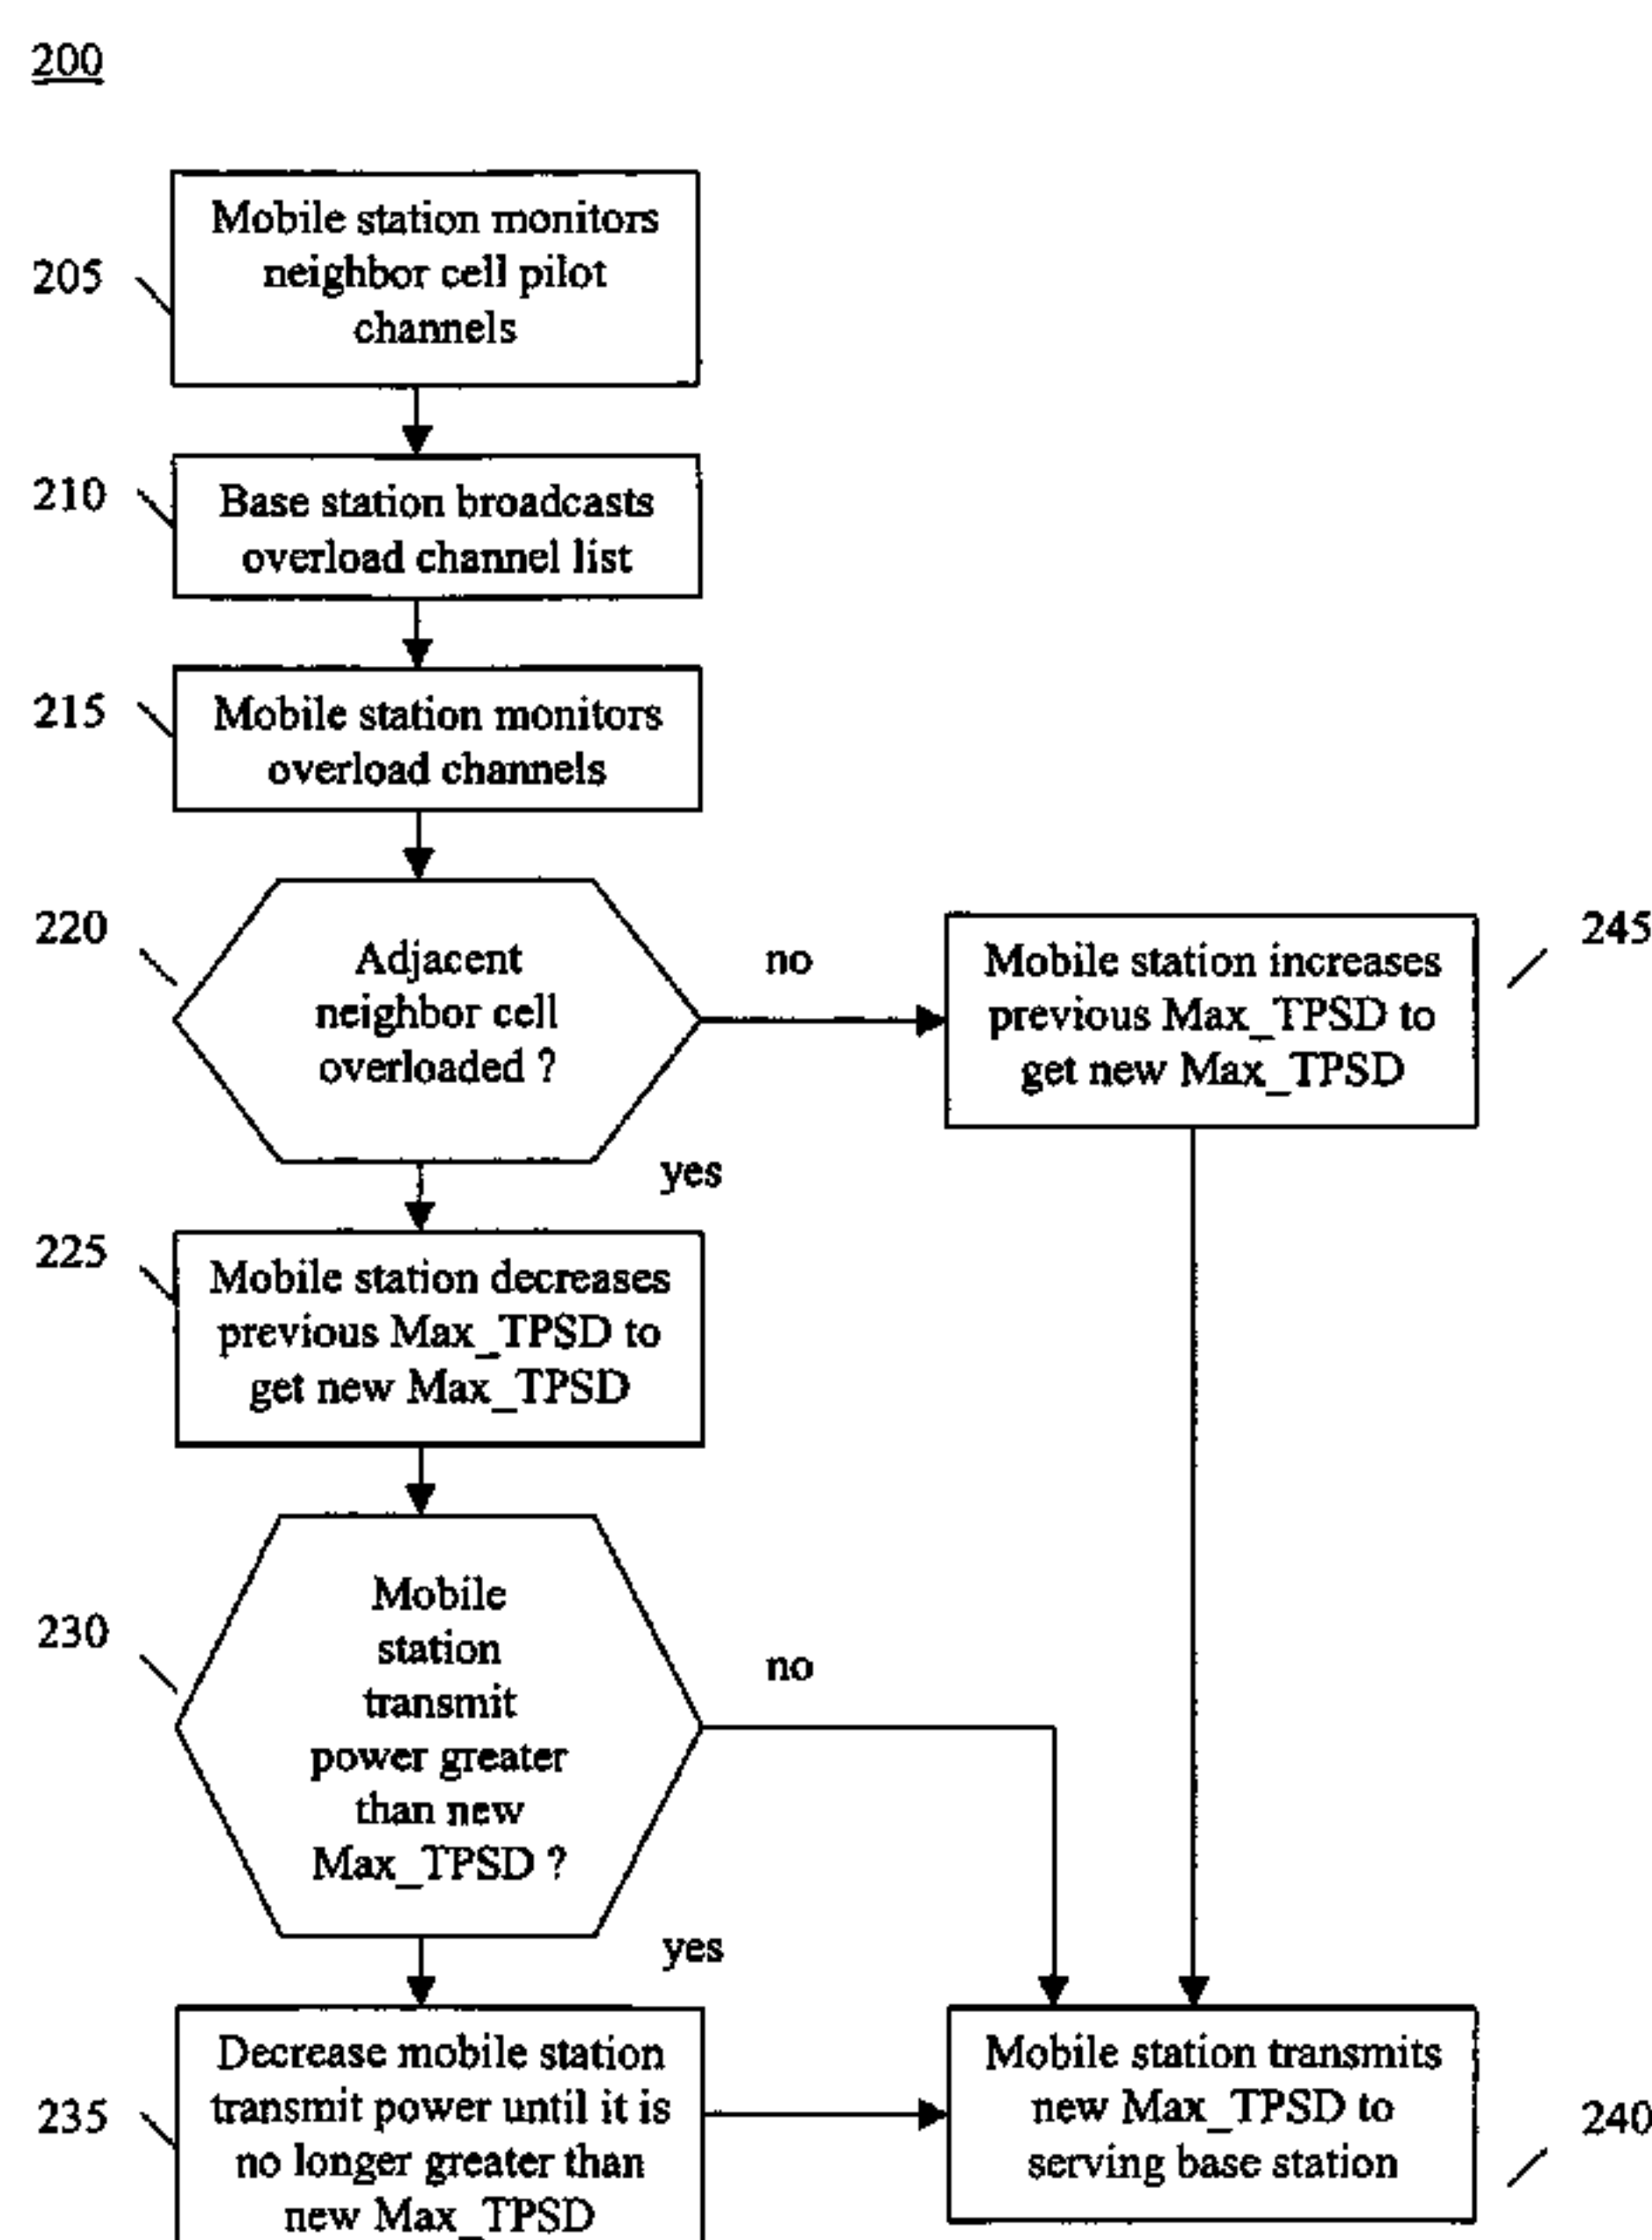 200
205
Mobile station monitors
neighbor cell pilot
channels
210
Base station broadcasts
overload channel list
215
Mobile station monitors
overload channels
220
Adjacent
neighbor cell
overloaded ?
no
yes
245
Mobile station increases
previous Max_TPSD to
get new Max_TPSD
225
Mobile station decreases
previous Max_TPSD to
get new Max_TPSD
230
Mobile
station
transmit
power greater
than new
Max_TPSD ?
no
yes
235
Decrease mobile station
transmit power until it is
no longer greater than
new Max_TPSD
240
Mobile station transmits
new Max_TPSD to
serving base station